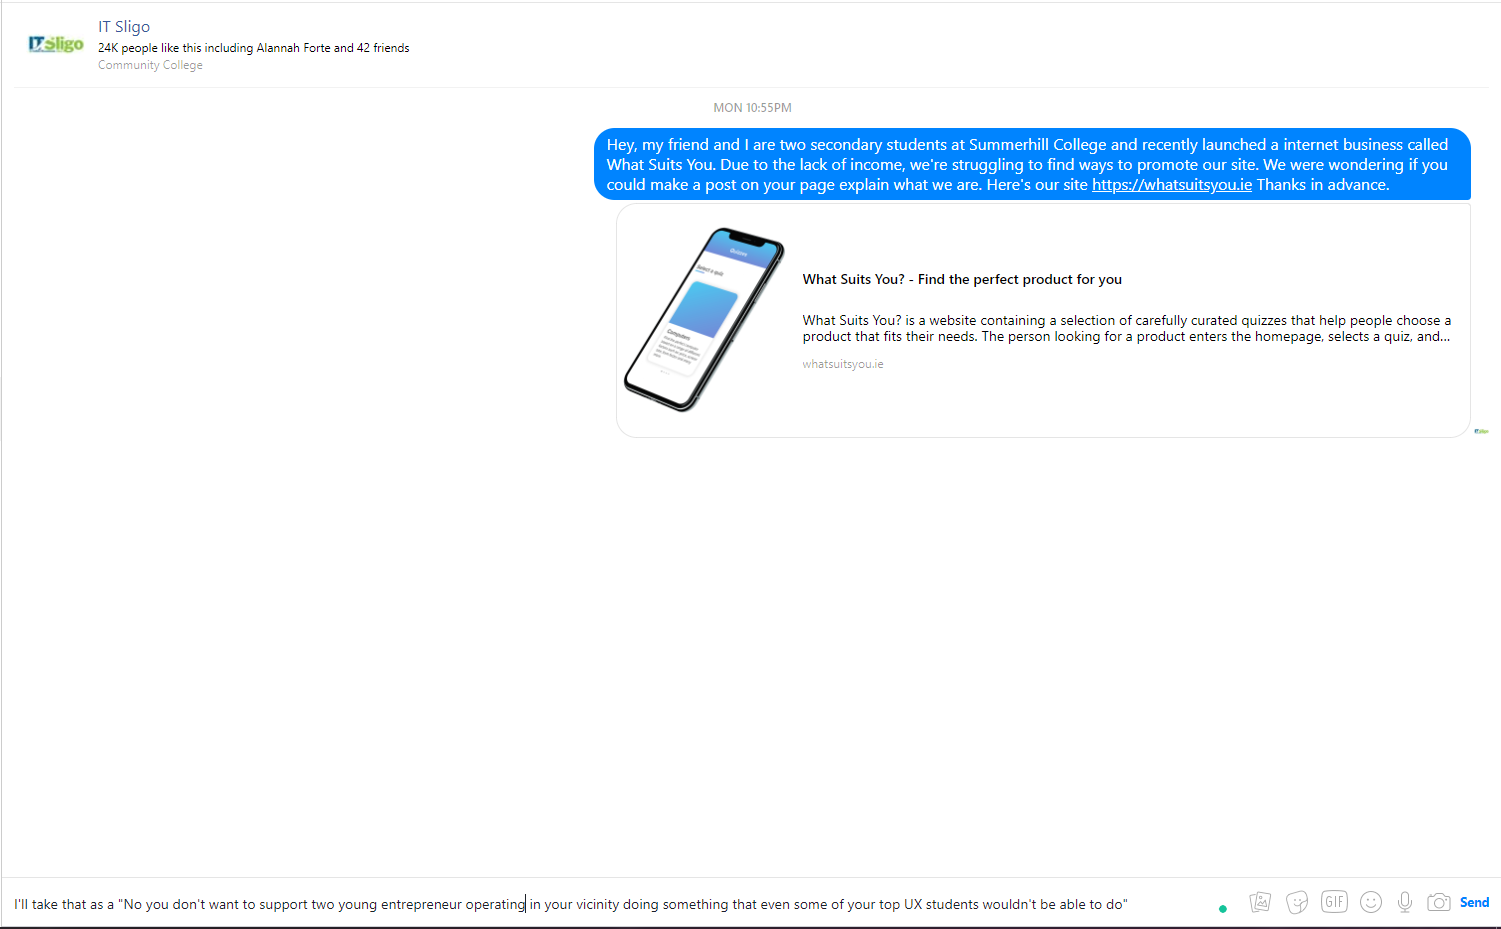 IT Sligo
IT Sligo
24K people like this including Alannah Forte and 42 friends
Community College
MON 10:55PM
Hey, my friend and I are two secondary students at Summerhill College and recently launched a internet business called
What Suits You. Due to the lack of income, we're struggling to find ways to promote our site. We were wondering if you
could make a post on your page explain what we are. Here's our site https://whatsuitsyou.ie Thanks in advance.
Quizzes
Select a quiz
Computers
What Suits You? - Find the perfect product for you
What Suits You? is a website containing a selection of carefully curated quizzes that help people choose a
product that fits their needs. The person looking for a product enters the homepage, selects a quiz, and...
whatsuitsyou.ie
I'll take that as a "No you don't want to support two young entrepreneur operating in your vicinity doing something that even some of your top UX students wouldn't be able to do"
GIF
Send